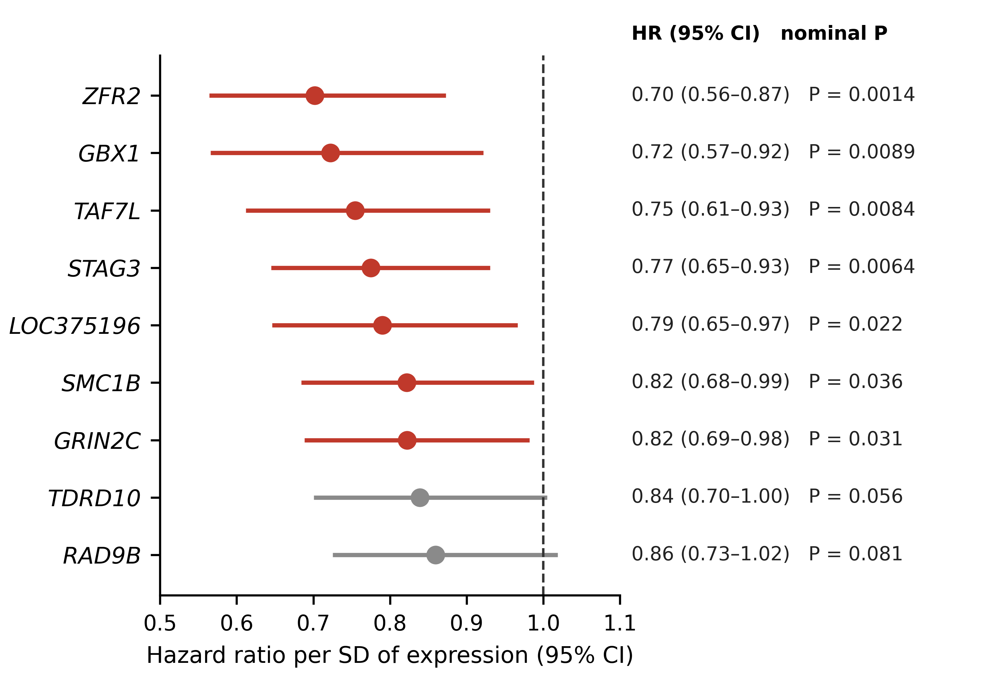 HR (95% CI) nominal P
ZFR2 0.70 (0.56–0.87) P = 0.0014
GBX1 0.72 (0.57–0.92) P = 0.0089
TAF7L 0.75 (0.61–0.93) P = 0.0084
STAG3 0.77 (0.65–0.93) P = 0.0064
LOC375196 0.79 (0.65–0.97) P = 0.022
SMC1B 0.82 (0.68–0.99) P = 0.036
GRIN2C 0.82 (0.69–0.98) P = 0.031
TDRD10 0.84 (0.70–1.00) P = 0.056
RAD9B 0.86 (0.73–1.02) P = 0.081
0.5 0.6 0.7 0.8 0.9 1.0 1.1
Hazard ratio per SD of expression (95% CI)